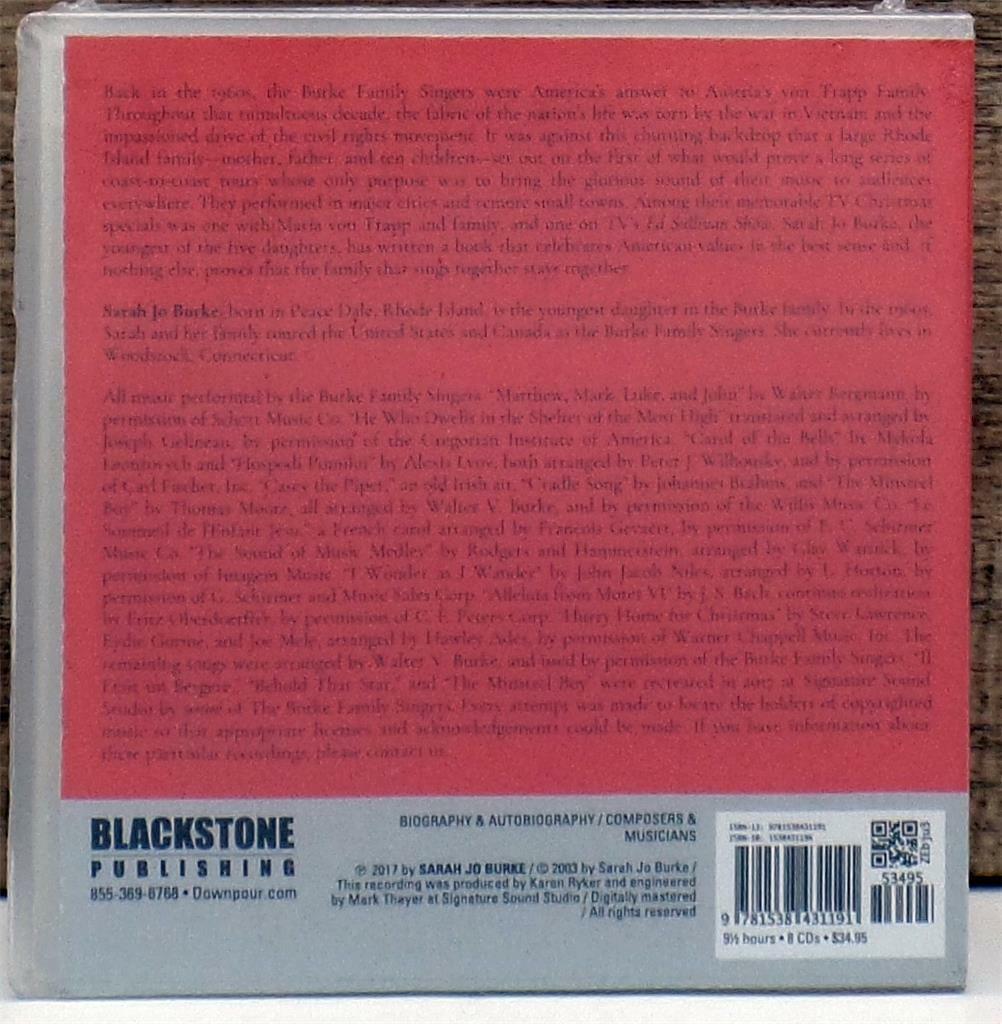 Back in the 1960s, the Burke Family Singers were America's answer to Austria's von Trapp Family.
Throughout that tumultuous decade, the fabric of the nation's life was torn by the war in Vietnam and the
impassioned drive of the civil rights movement. It was against this churning backdrop that a large Rhode
Island family—mother, father, and ten children—set out on the first of what would prove a long series of
coast-to-coast tours whose only purpose was to bring the glorious sound of their music to audiences
everywhere. They performed in major cities and remote small towns. Among their memorable TV Christmas
specials was one with Maria von Trapp and family, and one on TV's Ed Sullivan Show. Sarah Jo Burke, the
youngest of the five daughters, has written a book that celebrates American values in the best sense and, if
nothing else, proves that the family that sings together stays together.
Sarah Jo Burke, born in Peace Dale, Rhode Island, is the youngest daughter in the Burke family. In the 1960s,
Sarah and her family toured the United States and Canada as the Burke Family Singers. She currently lives in
Woodstock, Connecticut.
All music performed by the Burke Family Singers. "Matthew, Mark, Luke, and John" by Walter Bergmann, by
permission of Schott Music Co. "He Who Dwells in the Shelter of the Most High" translated and arranged by
Joseph Gelineau, by permission of the Gregorian Institute of America. "Carol of the Bells" by Mykola
Leontovych and "Hospodi Pomilui" by Alexis Lvov, both arranged by Peter J. Wilhousky, and by permission
of Carl Fischer, Inc. "Casey the Piper," an old Irish air, "Cradle Song" by Johannes Brahms, and "The Minstrel
Boy" by Thomas Moore, all arranged by Walter V. Burke, and by permission of the Willis Music Co. "Le
Sommeil de l'Enfant Jesu," a French carol arranged by Francois Gevaert, by permission of E. C. Schirmer
Music Co. "The Sound of Music Medley" by Rodgers and Hammerstein, arranged by Clay Warnick, by
permission of Imagem Music. "I Wonder as I Wander" by John Jacob Niles, arranged by L. Horton, by
permission of G. Schirmer and Music Sales Corp. "Alleluia from Motet VI" by J. S. Bach, continuo realization
by Fritz Oberdoerffer, by permission of C. F. Peters Corp. "Hurry Home for Christmas" by Steve Lawrence,
Eydie Gorme, and Joe Mele, arranged by Hawley Ades, by permission of Warner Chappell Music, Inc. The
remaining songs were arranged by Walter V. Burke, and used by permission of the Burke Family Singers. "Il
Etait un Bergere," "Behold That Star," and "The Minstrel Boy" were recreated in 2017 at Signature Sound
Studio by some of The Burke Family Singers. Every attempt was made to locate the holders of copyrighted
music so that appropriate licenses and acknowledgements could be made. If you have information about
these particular recordings, please contact us.
BLACKSTONE
PUBLISHING
855-369-8768 • Downpour.com
BIOGRAPHY & AUTOBIOGRAPHY / COMPOSERS &
MUSICIANS
℗ 2017 by SARAH JO BURKE / © 2003 by Sarah Jo Burke /
This recording was produced by Karen Ryker and engineered
by Mark Thayer at Signature Sound Studio / Digitally mastered
/ All rights reserved
ISBN-13: 9781538431191
ISBN-10: 1538431196
ZEbju3
53495
9 781538 431191
9½ hours • 8 CDs • $34.95